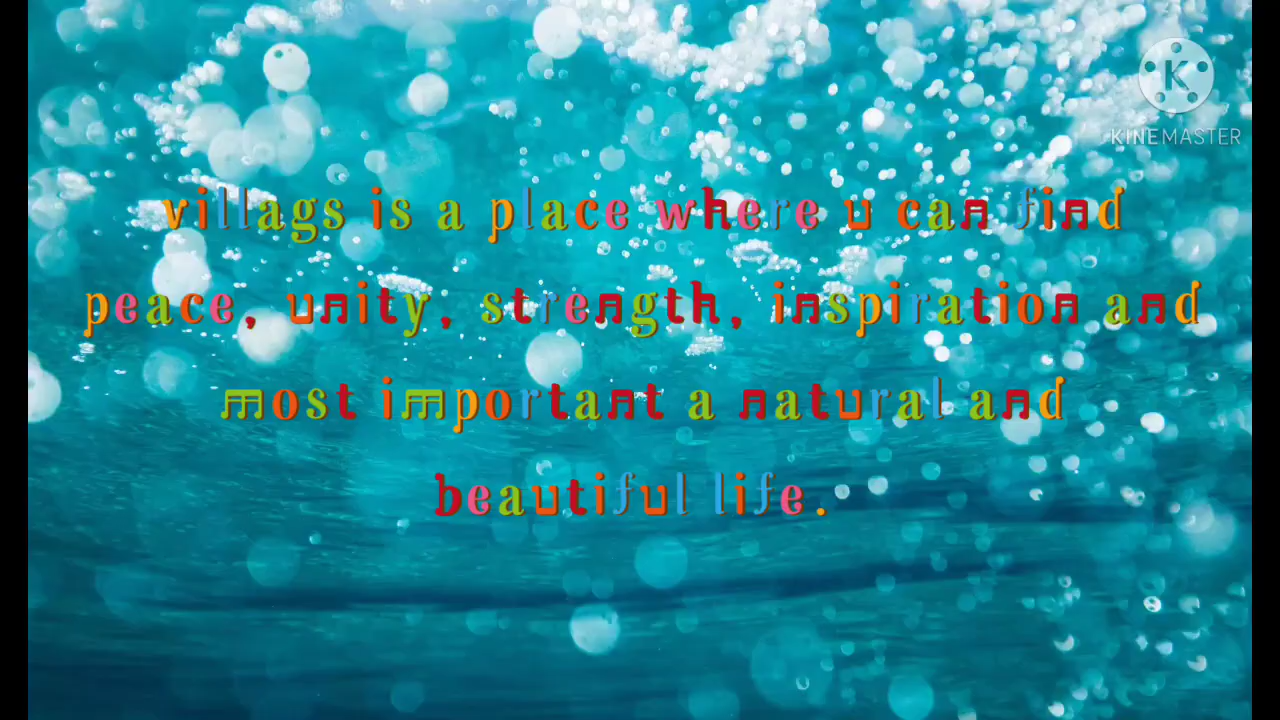 K
KINEMASTER
villags is a place where u can find
peace, unity, strength, inspiration and
most important a natural and
beautiful life.